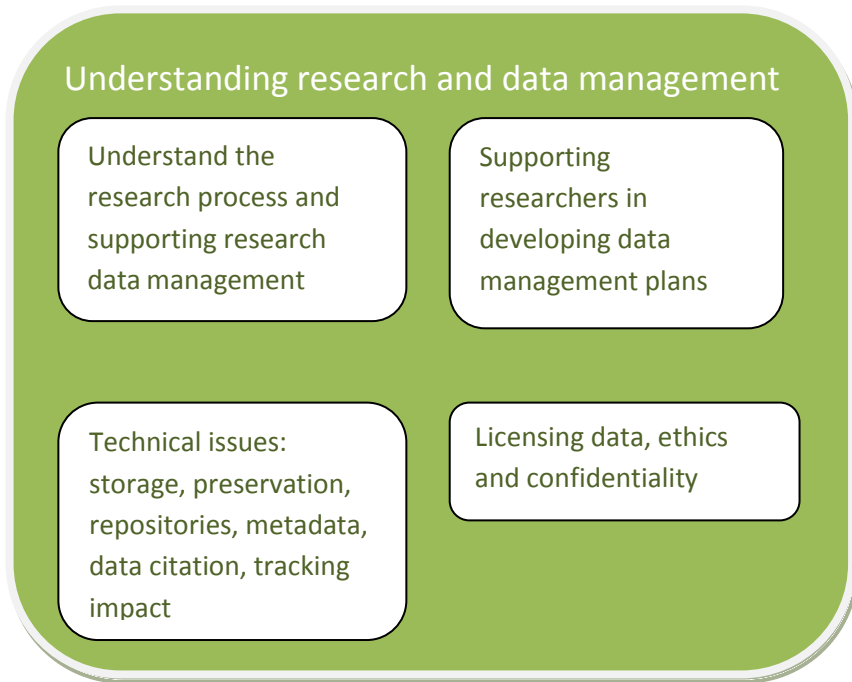 Understanding research and data management
Understand the
research process and
supporting research
data management
Supporting
researchers in
developing data
management plans
Technical issues:
storage, preservation,
repositories, metadata,
data citation, tracking
impact
Licensing data, ethics
and confidentiality